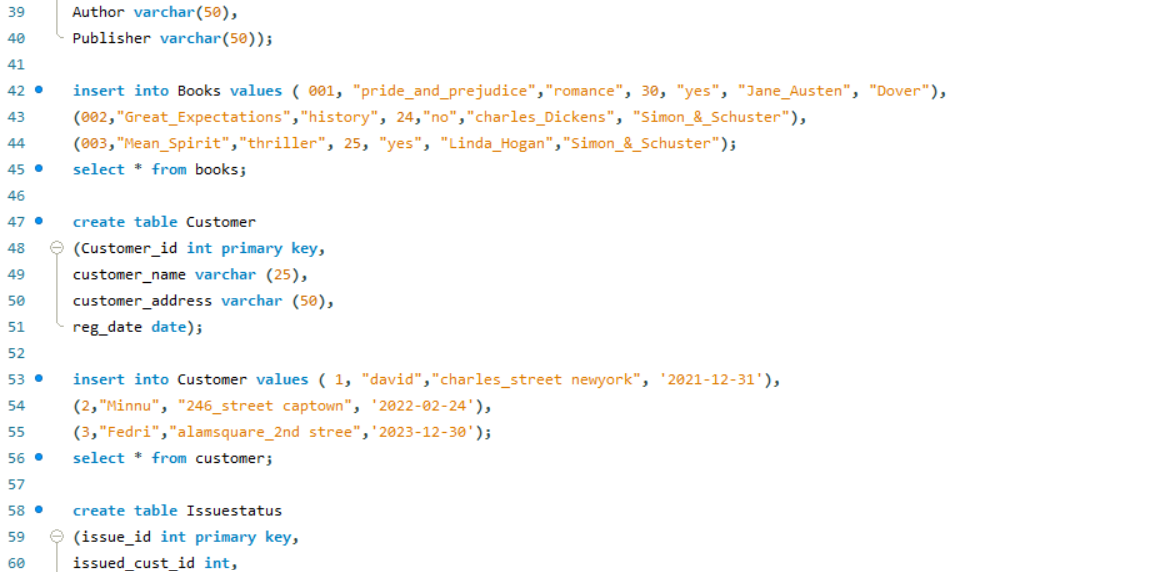 39 Author varchar(50),
40 Publisher varchar(50));
41
42 insert into Books values ( 001, "pride_and_prejudice","romance", 30, "yes", "Jane_Austen", "Dover"),
43 (002,"Great_Expectations","history", 24,"no","charles_Dickens", "Simon_&_Schuster"),
44 (003,"Mean_Spirit","thriller", 25, "yes", "Linda_Hogan","Simon_&_Schuster");
45 select * from books;
46
47 create table Customer
48 (Customer_id int primary key,
49 customer_name varchar (25),
50 customer_address varchar (50),
51 reg_date date);
52
53 insert into Customer values ( 1, "david","charles_street newyork", '2021-12-31'),
54 (2,"Minnu", "246_street captown", '2022-02-24'),
55 (3,"Fedri","alamsquare_2nd stree",'2023-12-30');
56 select * from customer;
57
58 create table Issuestatus
59 (issue_id int primary key,
60 issued_cust_id int,